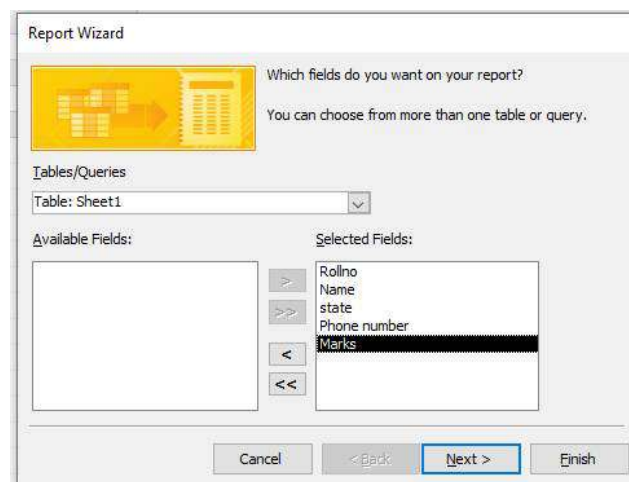 Report Wizard
Which fields do you want on your report?
You can choose from more than one table or query.
Tables/Queries
Table: Sheet1
Available Fields:
Selected Fields:
>
>>
<
<<
Rollno
Name
state
Phone number
Marks
Cancel
< Back
Next >
Finish